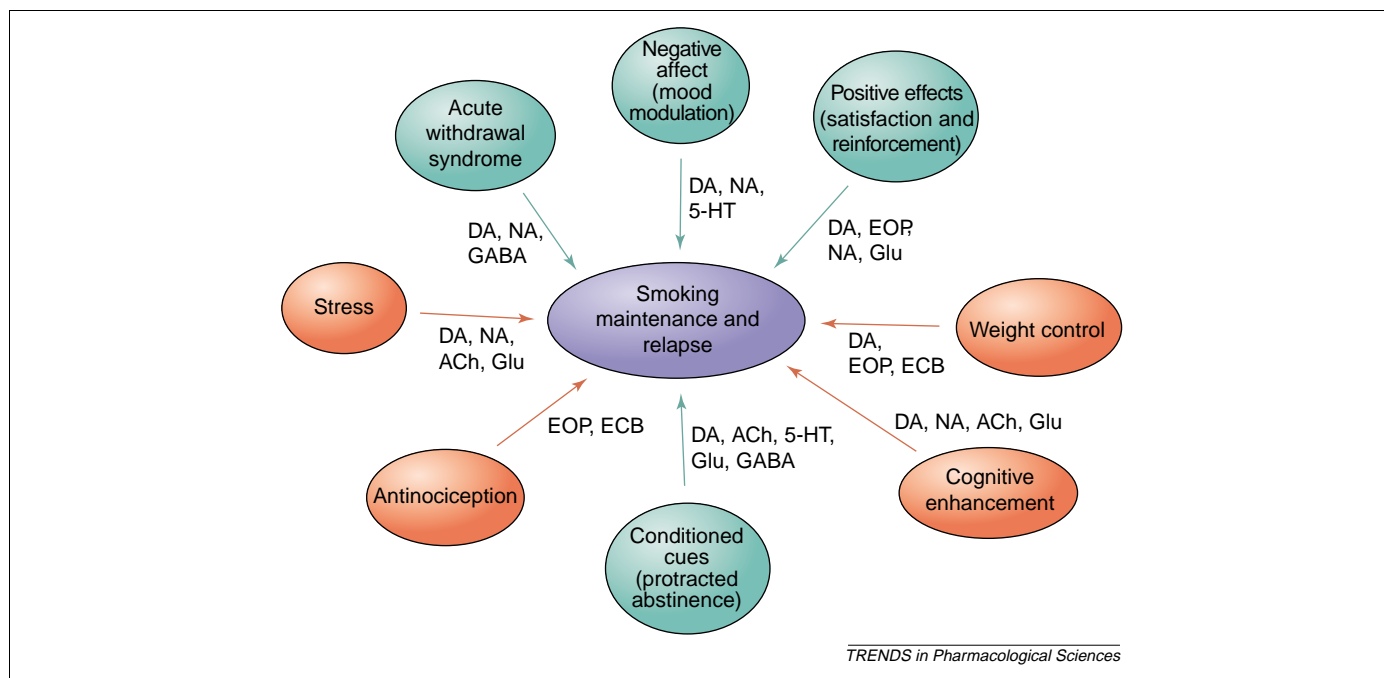 Negative
affect
(mood
modulation)
Positive effects
(satisfaction and
reinforcement)
Acute
withdrawal
syndrome
DA, NA,
5-HT
DA, EOP,
NA, Glu
DA, NA,
GABA
Stress
Smoking
maintenance and
relapse
Weight control
DA, NA,
ACh, Glu
DA,
EOP, ECB
EOP, ECB
DA, ACh, 5-HT,
Glu, GABA
DA, NA, ACh, Glu
Antinociception
Cognitive
enhancement
Conditioned
cues
(protracted
abstinence)
TRENDS in Pharmacological Sciences